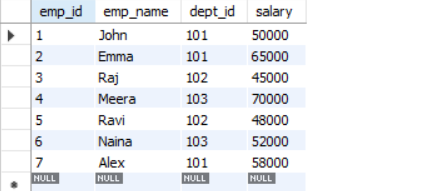 emp_id emp_name dept_id salary
1 John 101 50000
2 Emma 101 65000
3 Raj 102 45000
4 Meera 103 70000
5 Ravi 102 48000
6 Naina 103 52000
7 Alex 101 58000
NULL NULL NULL NULL